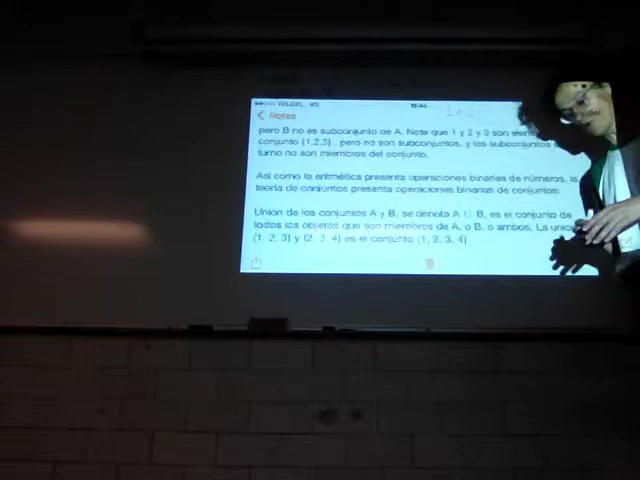 Notes
pero B no es subconjunto de A. Note que 1 y 2 y 3 son
conjunto {1,2,3}, pero no son subconjuntos, y los subconjuntos
turno no son miembros del conjunto.
Así como la aritmética presenta operaciones binarias de números, la
teoría de conjuntos presenta operaciones binarias de conjuntos:
Union de los conjuntos A y B, se denota A ∪ B, es el conjunto de
todos los objetos que son miembros de A, o B, o ambos. La
{1, 2, 3} y {2, 3, 4} es el conjunto {1, 2, 3, 4}